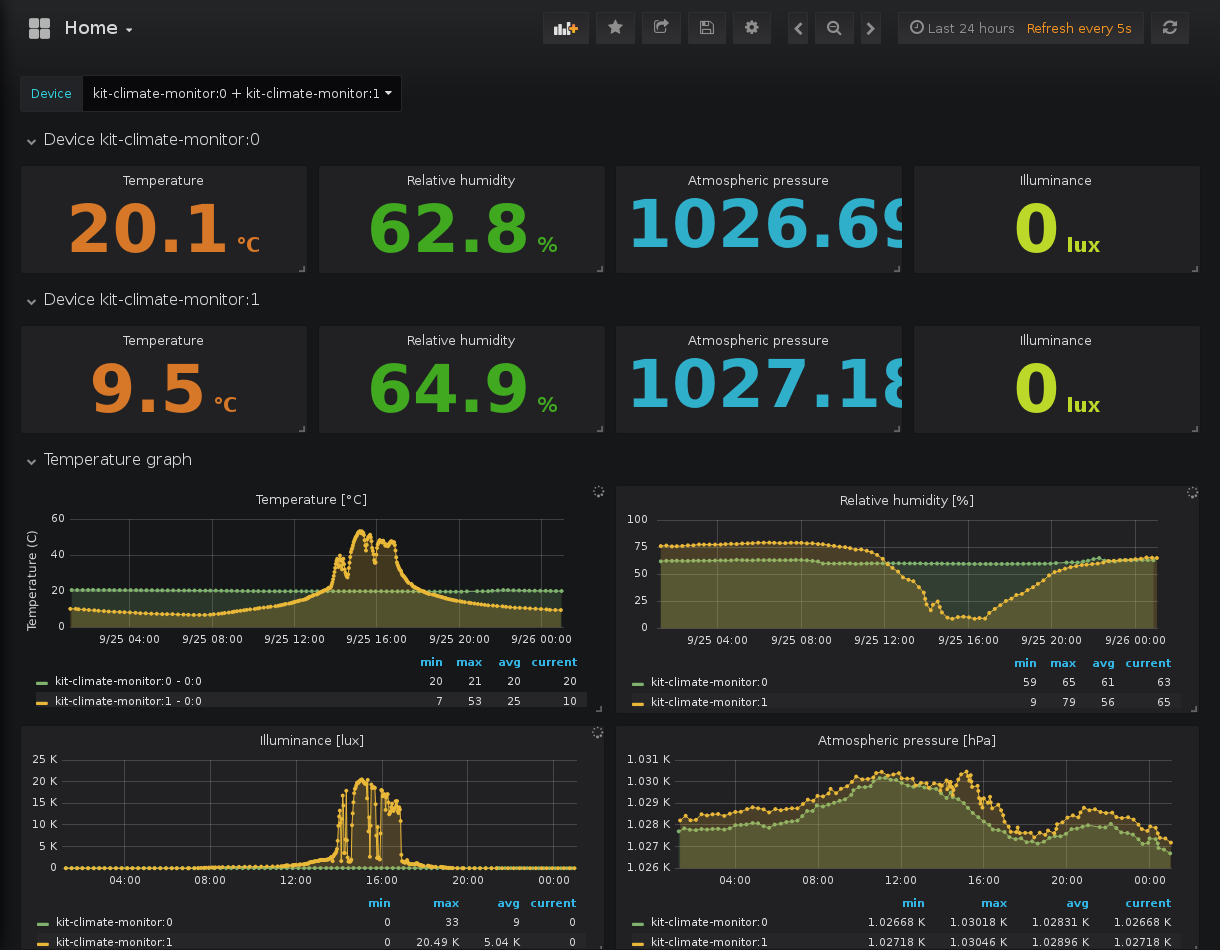 Home
Last 24 hours Refresh every 5s
Device kit-climate-monitor:0 + kit-climate-monitor:1
Device kit-climate-monitor:0
Temperature Relative humidity Atmospheric pressure Illuminance
20.1 °C 62.8 % 1026.69 0 lux
Device kit-climate-monitor:1
Temperature Relative humidity Atmospheric pressure Illuminance
9.5 °C 64.9 % 1027.18 0 lux
Temperature graph
Temperature [°C]
Temperature (C)
60
40
20
0
9/25 04:00 9/25 08:00 9/25 12:00 9/25 16:00 9/25 20:00 9/26 00:00
min max avg current
kit-climate-monitor:0 - 0:0 20 21 20 20
kit-climate-monitor:1 - 0:0 7 53 25 10
Relative humidity [%]
100
75
50
25
0
9/25 04:00 9/25 08:00 9/25 12:00 9/25 16:00 9/25 20:00 9/26 00:00
min max avg current
kit-climate-monitor:0 59 65 61 63
kit-climate-monitor:1 9 79 56 65
Illuminance [lux]
25 K
20 K
15 K
10 K
5 K
0
04:00 08:00 12:00 16:00 20:00 00:00
min max avg current
kit-climate-monitor:0 0 33 9 0
kit-climate-monitor:1 0 20.49 K 5.04 K 0
Atmospheric pressure [hPa]
1.031 K
1.030 K
1.029 K
1.028 K
1.027 K
1.026 K
04:00 08:00 12:00 16:00 20:00 00:00
min max avg current
kit-climate-monitor:0 1.02668 K 1.03018 K 1.02831 K 1.02668 K
kit-climate-monitor:1 1.02718 K 1.03046 K 1.02896 K 1.02718 K